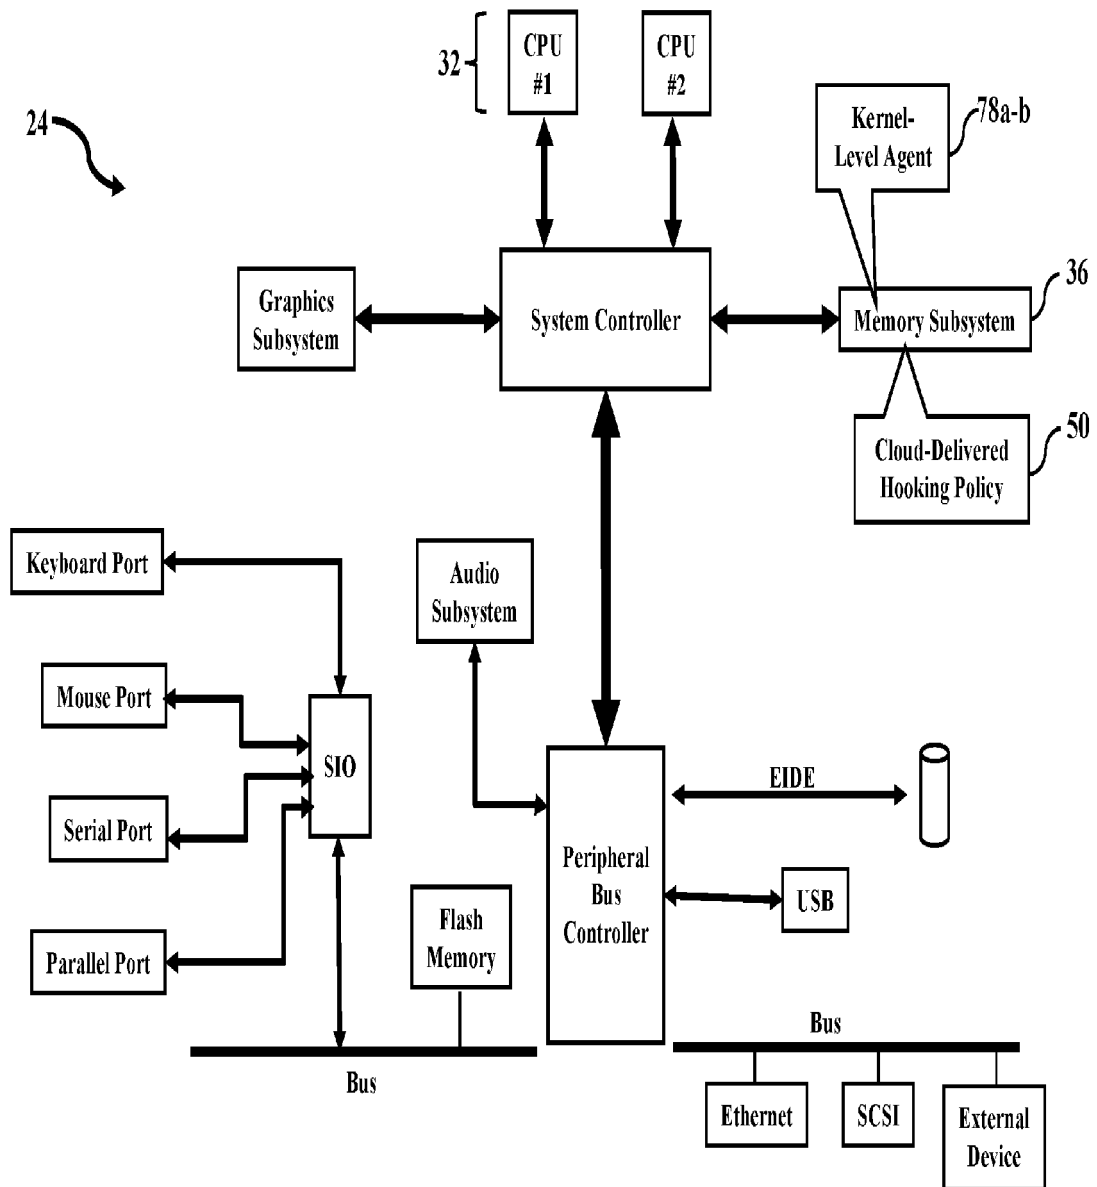 32
CPU
#1
CPU
#2
24
Kernel-
Level Agent
78a-b
Graphics
Subsystem
System Controller
Memory Subsystem
36
Cloud-Delivered
Hooking Policy
50
Keyboard Port
Audio
Subsystem
Mouse Port
SIO
EIDE
Serial Port
Peripheral
Bus
Controller
USB
Flash
Memory
Parallel Port
Bus
Bus
Ethernet
SCSI
External
Device